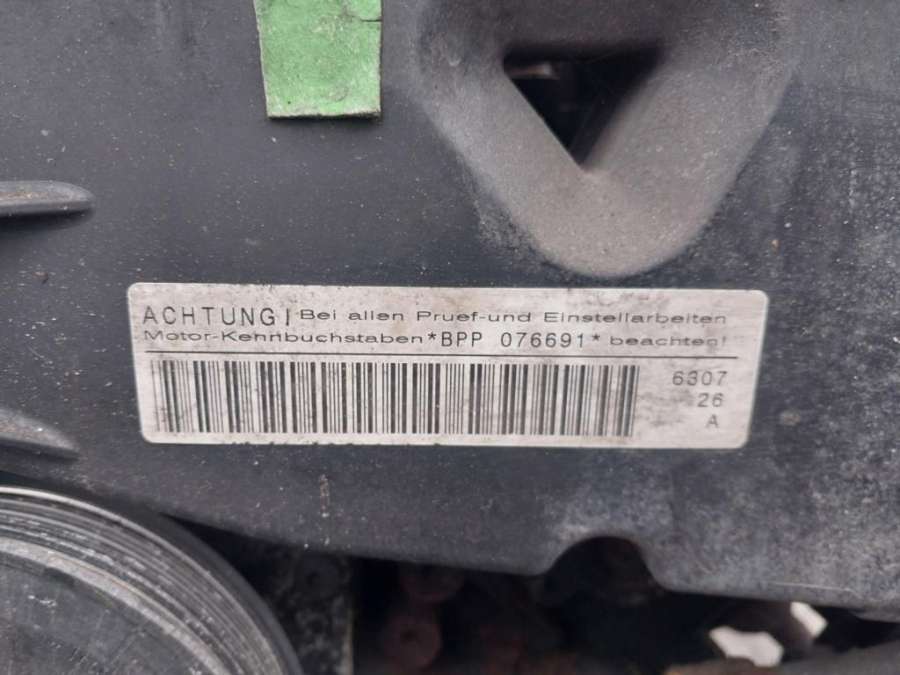 ACHTUNG! Bei allen Pruef-und Einstellarbeiten
Motor-Kennbuchstaben *BPP 076691* beachten!
6307
26
A